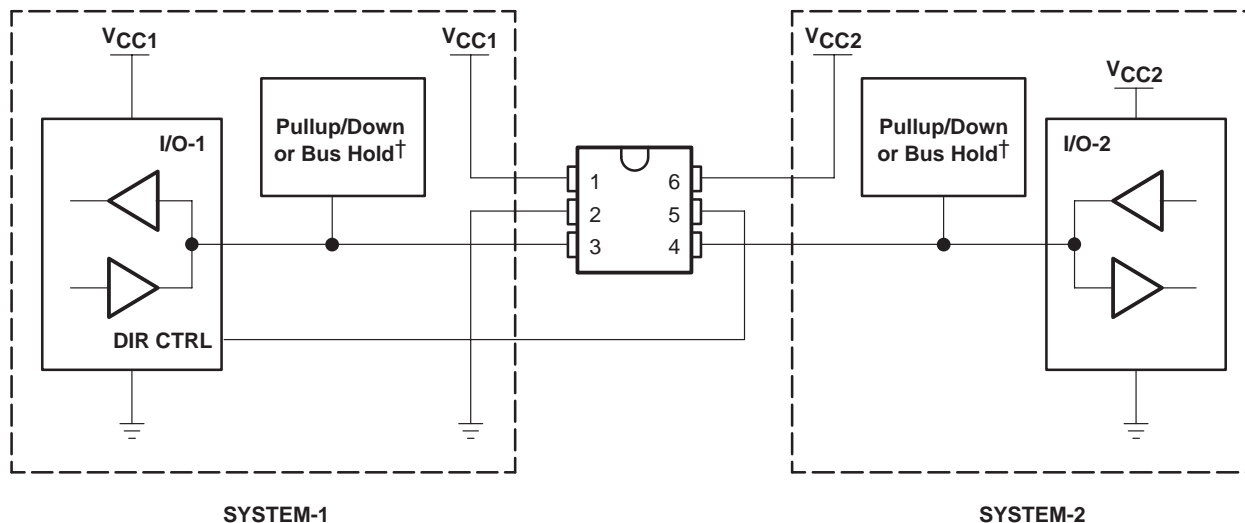 VCC1
VCC1
VCC2
VCC2
I/O-1
Pullup/Down
or Bus Hold†
Pullup/Down
or Bus Hold†
I/O-2
1
6
2
5
3
4
DIR CTRL
SYSTEM-1
SYSTEM-2